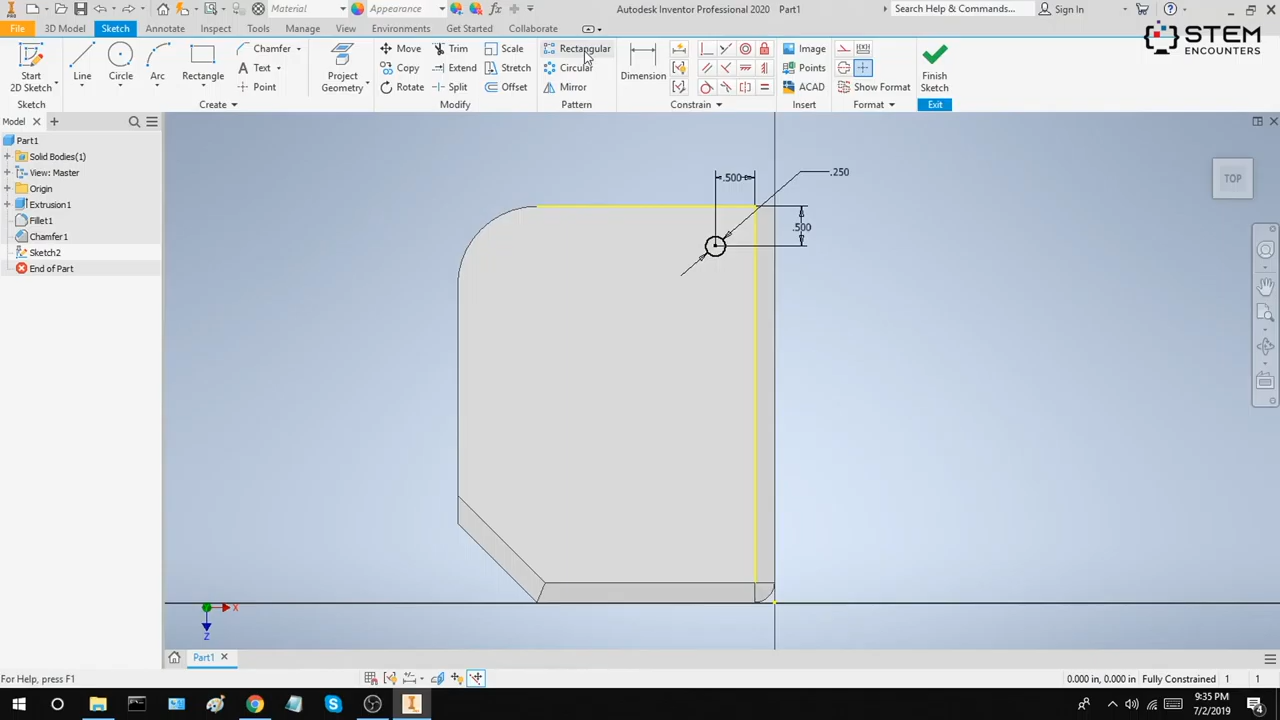 PRO
Material
Appearance
Autodesk Inventor Professional 2020 Part1
Search Help & Commands...
Sign In
File
3D Model
Sketch
Annotate
Inspect
Tools
Manage
View
Environments
Get Started
Collaborate
STEM
ENCOUNTERS
Start
2D Sketch
Line
Circle
Arc
Rectangle
Chamfer
Text
Point
Project
Geometry
Move
Copy
Rotate
Trim
Extend
Split
Scale
Stretch
Offset
Rectangular
Circular
Mirror
Dimension
Image
Points
ACAD
Show Format
Finish
Sketch
Sketch
Create
Modify
Pattern
Constrain
Insert
Format
Exit
Model
Part1
Solid Bodies(1)
View: Master
Origin
Extrusion1
Fillet1
Chamfer1
Sketch2
End of Part
.500
.250
.500
TOP
X
Z
Part1
For Help, press F1
0.000 in, 0.000 in
Fully Constrained
1
1
9:35 PM
7/2/2019
4